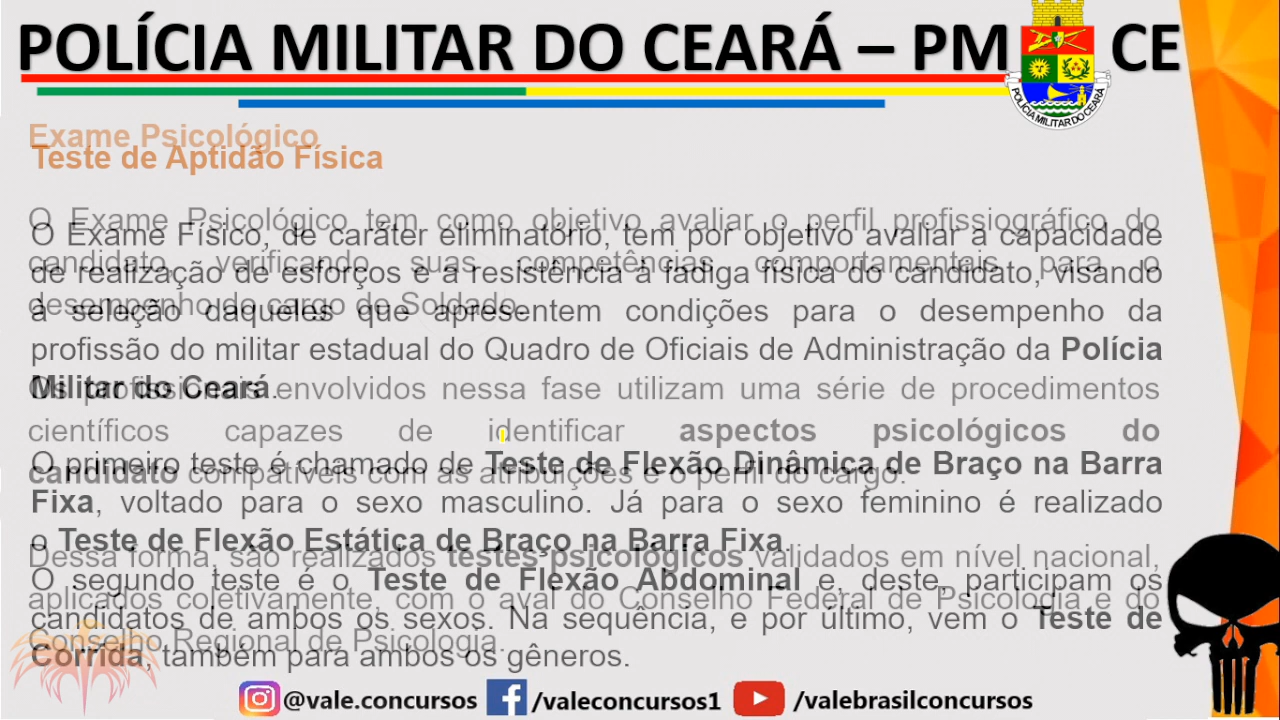 POLÍCIA MILITAR DO CEARÁ – PM CE
POLÍCIA MILITAR DO CEARÁ
Exame Psicológico
Teste de Aptidão Física
O Exame Psicológico tem como objetivo avaliar o perfil profissiográfico do
O Exame Físico, de caráter eliminatório, tem por objetivo avaliar a capacidade
candidato, verificando suas competências comportamentais para o
de realização de esforços e a resistência à fadiga física do candidato, visando
desempenho do cargo de Soldado.
a seleção daqueles que apresentem condições para o desempenho da
profissão do militar estadual do Quadro de Oficiais de Administração da Polícia
Militar do Ceará.
Os profissionais envolvidos nessa fase utilizam uma série de procedimentos
científicos capazes de identificar aspectos psicológicos do
O primeiro teste é chamado de Teste de Flexão Dinâmica de Braço na Barra
candidato compatíveis com as atribuições e o perfil do cargo.
Fixa, voltado para o sexo masculino. Já para o sexo feminino é realizado
o Teste de Flexão Estática de Braço na Barra Fixa.
Dessa forma, são realizados testes psicológicos validados em nível nacional,
O segundo teste é o Teste de Flexão Abdominal e, deste, participam os
aplicados coletivamente, com o aval do Conselho Federal de Psicologia e do
candidatos de ambos os sexos. Na sequência, e por último, vem o Teste de
Conselho Regional de Psicologia.
Corrida, também para ambos os gêneros.
@vale.concursos /valeconcursos1 /valebrasilconcursos